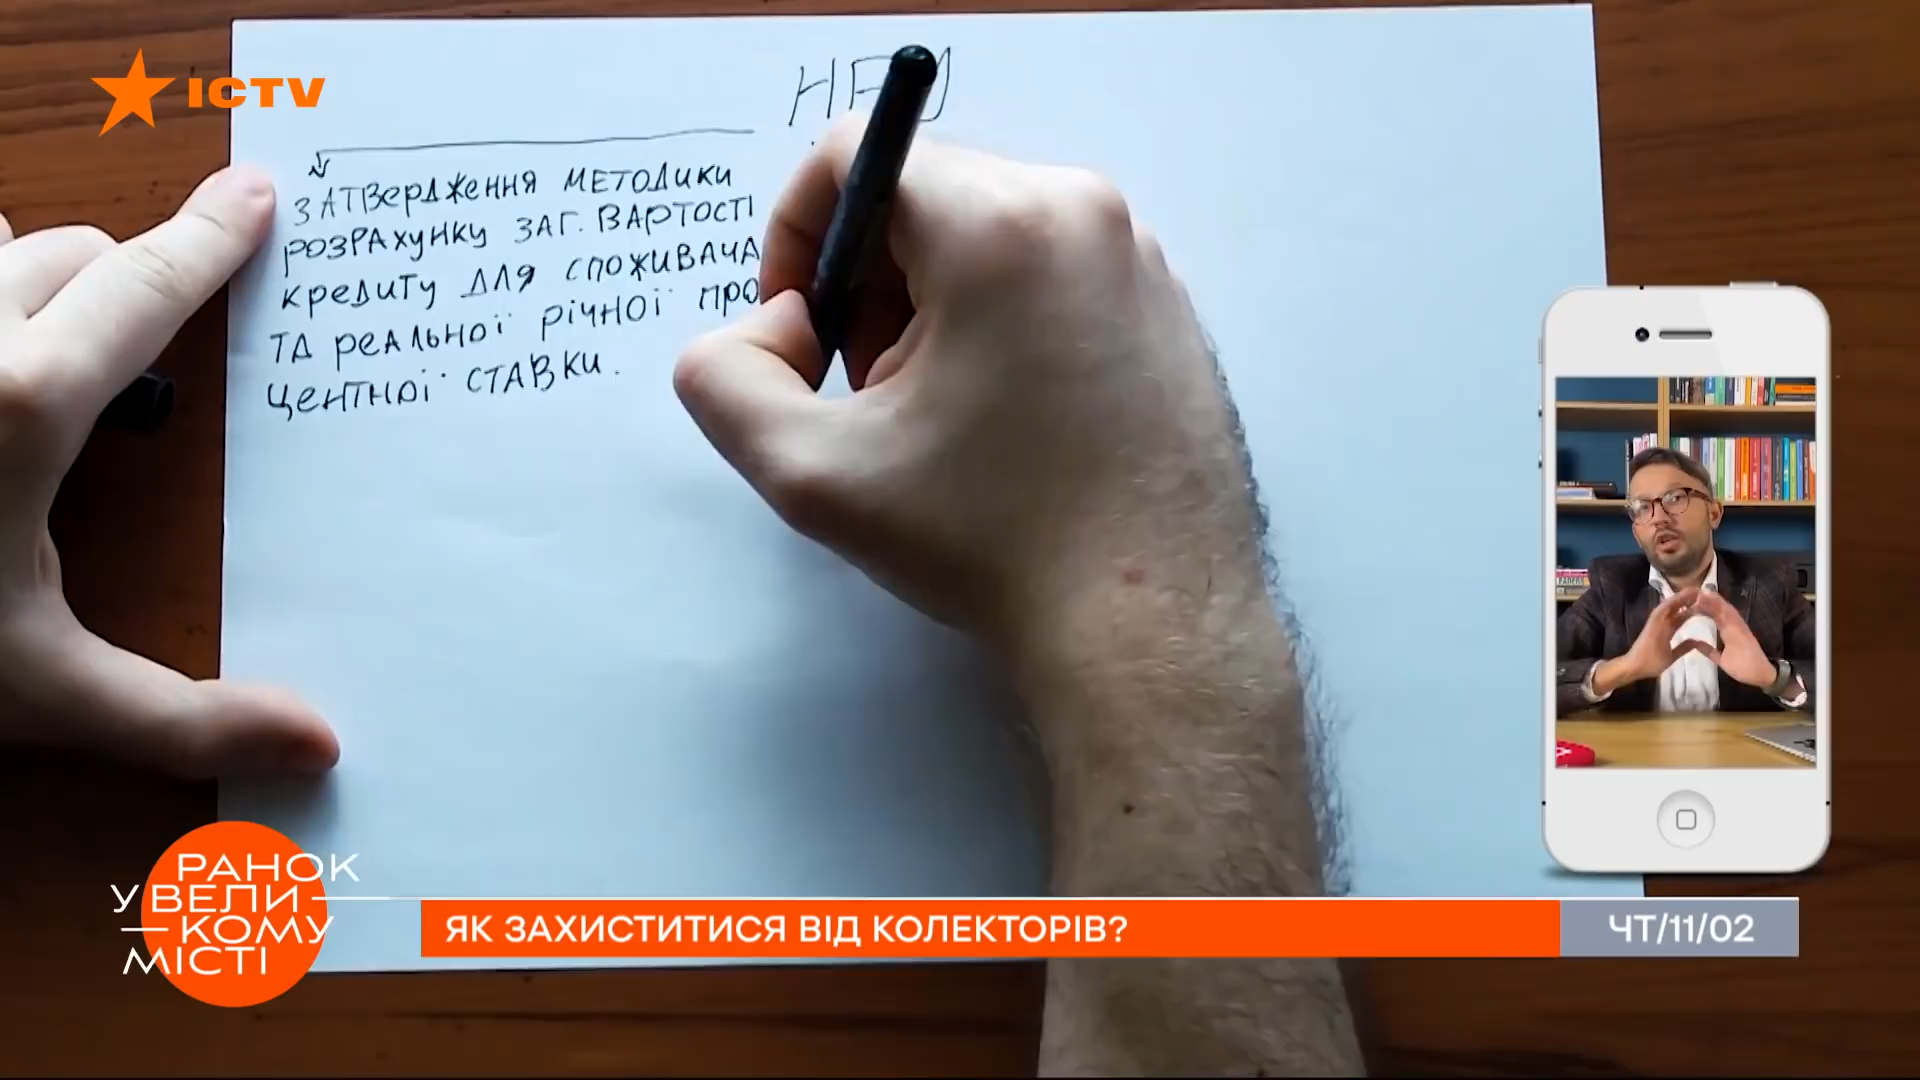 ICTV
ЗАТВЕРДЖЕННЯ МЕТОДИКИ
РОЗРАХУНКУ ЗАГ. ВАРТОСТІ
КРЕДИТУ ДЛЯ СПОЖИВАЧА
ТА РЕАЛЬНОЇ РІЧНОЇ ПРО
ЦЕНТНОЇ СТАВКИ.
РАНОК
У ВЕЛИ–
–КОМУ
МІСТІ
ЯК ЗАХИСТИТИСЯ ВІД КОЛЕКТОРІВ?
ЧТ/11/02